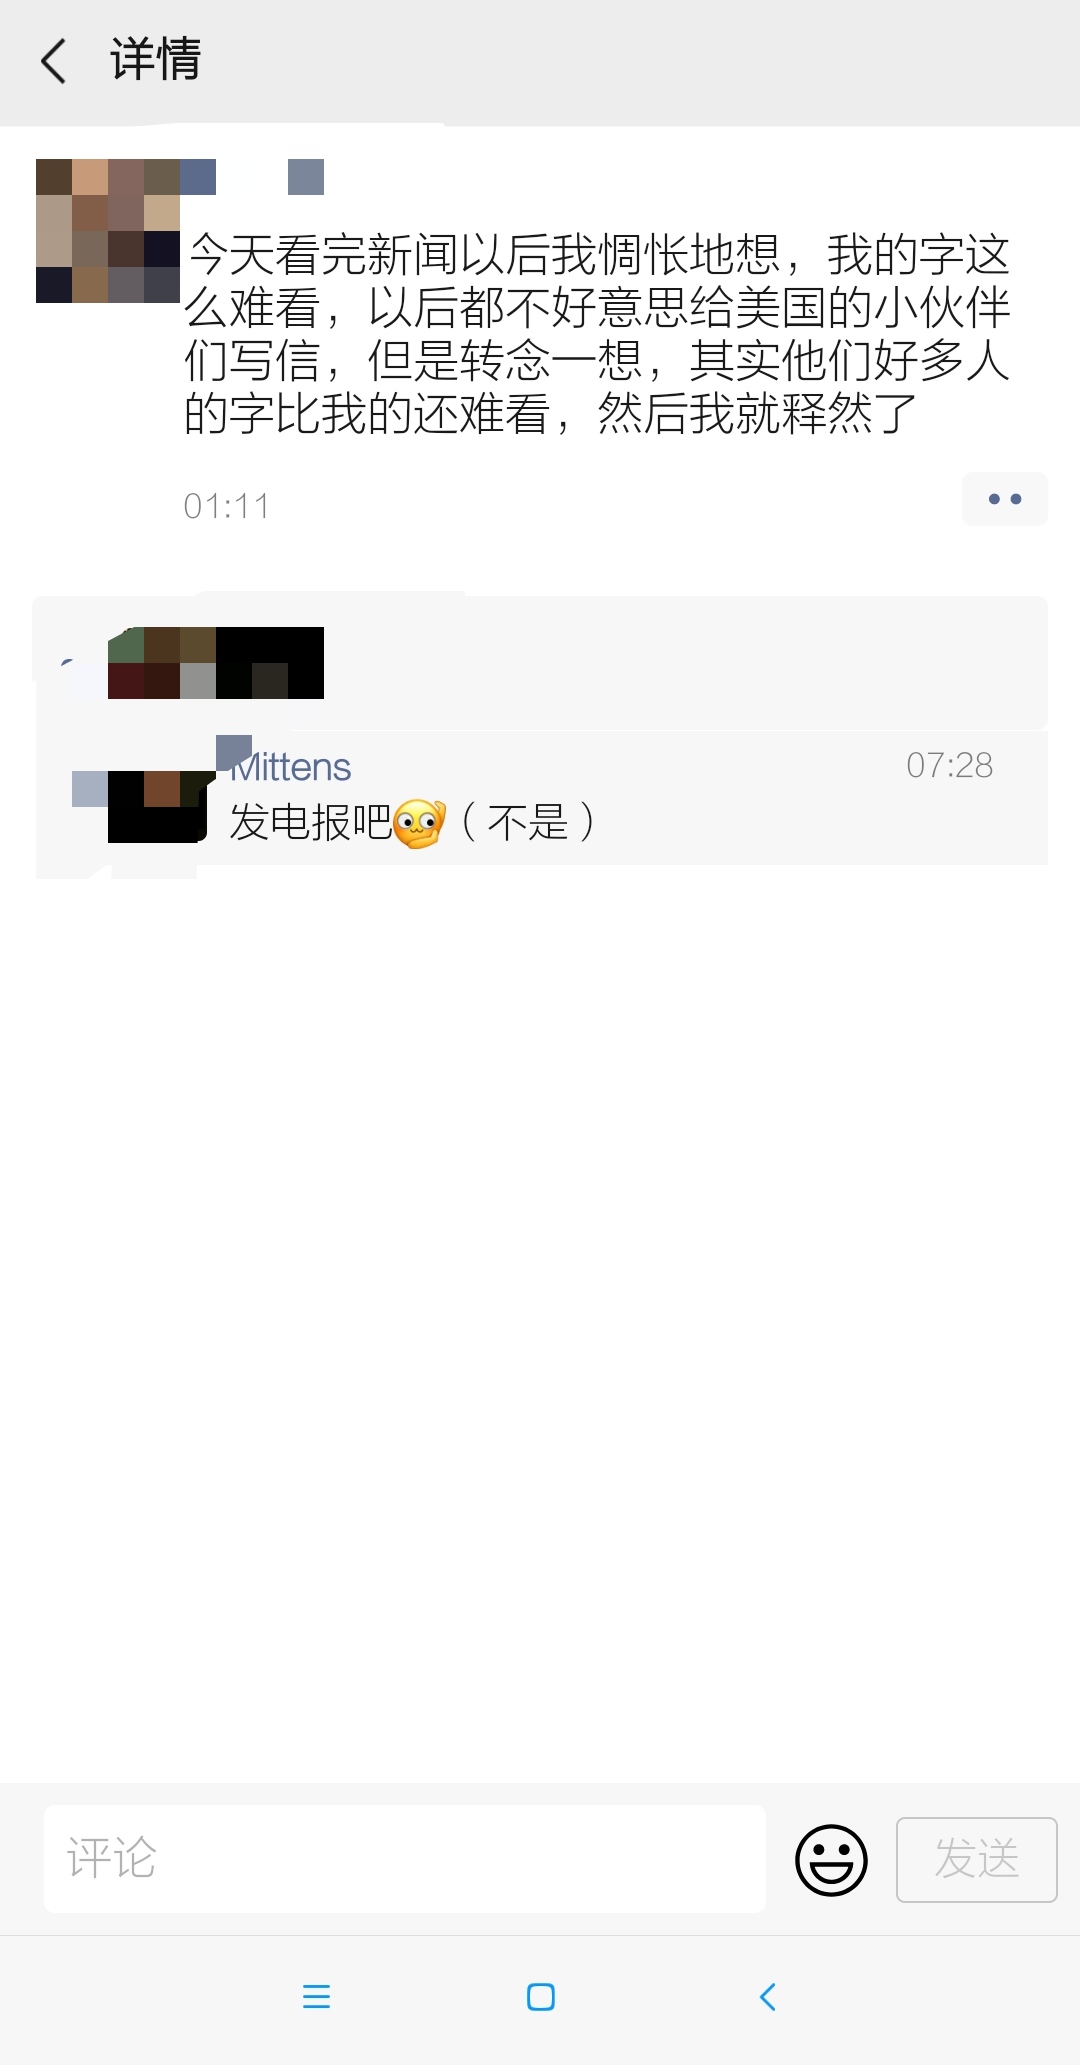 详情
今天看完新闻以后我惆怅地想，我的字这
么难看，以后都不好意思给美国的小伙伴
们写信，但是转念一想，其实他们好多人
的字比我的还难看，然后我就释然了
01:11
Mittens
07:28
发电报吧（不是）
评论
发送